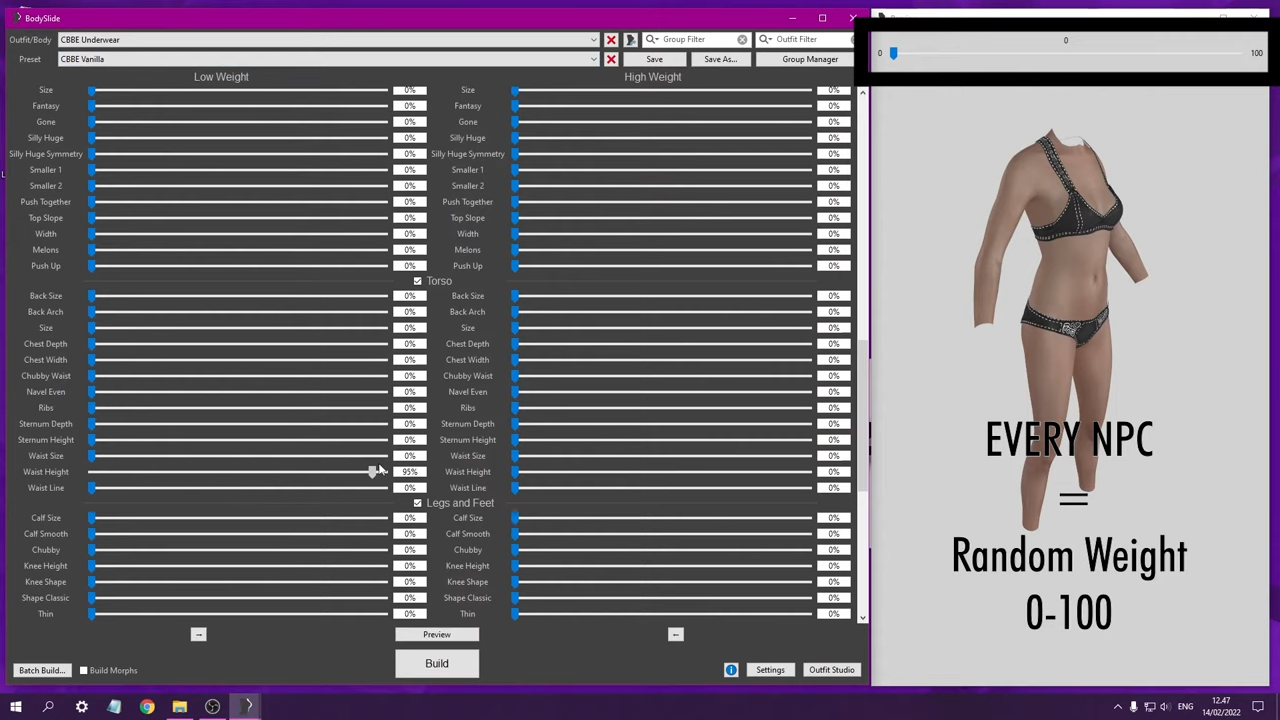 BodySlide
Outfit/Body CBBE Underwear Group Filter Outfit Filter
Preset CBBE Vanilla Save Save As... Group Manager
0
0 100
Low Weight High Weight
Size 0% Size 0%
Fantasy 0% Fantasy 0%
Gone 0% Gone 0%
Silly Huge 0% Silly Huge 0%
Silly Huge Symmetry 0% Silly Huge Symmetry 0%
Smaller 1 0% Smaller 1 0%
Smaller 2 0% Smaller 2 0%
Push Together 0% Push Together 0%
Top Slope 0% Top Slope 0%
Width 0% Width 0%
Melons 0% Melons 0%
Push Up 0% Push Up 0%
Torso
Back Size 0% Back Size 0%
Back Arch 0% Back Arch 0%
Size 0% Size 0%
Chest Depth 0% Chest Depth 0%
Chest Width 0% Chest Width 0%
Chubby Waist 0% Chubby Waist 0%
Navel Even 0% Navel Even 0%
Ribs 0% Ribs 0%
Sternum Depth 0% Sternum Depth 0%
Sternum Height 0% Sternum Height 0%
Waist Size 0% Waist Size 0%
Waist Height 95% Waist Height 0%
Waist Line 0% Waist Line 0%
Legs and Feet
Calf Size 0% Calf Size 0%
Calf Smooth 0% Calf Smooth 0%
Chubby 0% Chubby 0%
Knee Height 0% Knee Height 0%
Knee Shape 0% Knee Shape 0%
Shape Classic 0% Shape Classic 0%
Thin 0% Thin 0%
→ Preview ←
Build
Batch Build... Build Morphs Settings Outfit Studio
EVERY NPC
=
Random Weight
0-100
ENG
12.47
14/02/2022